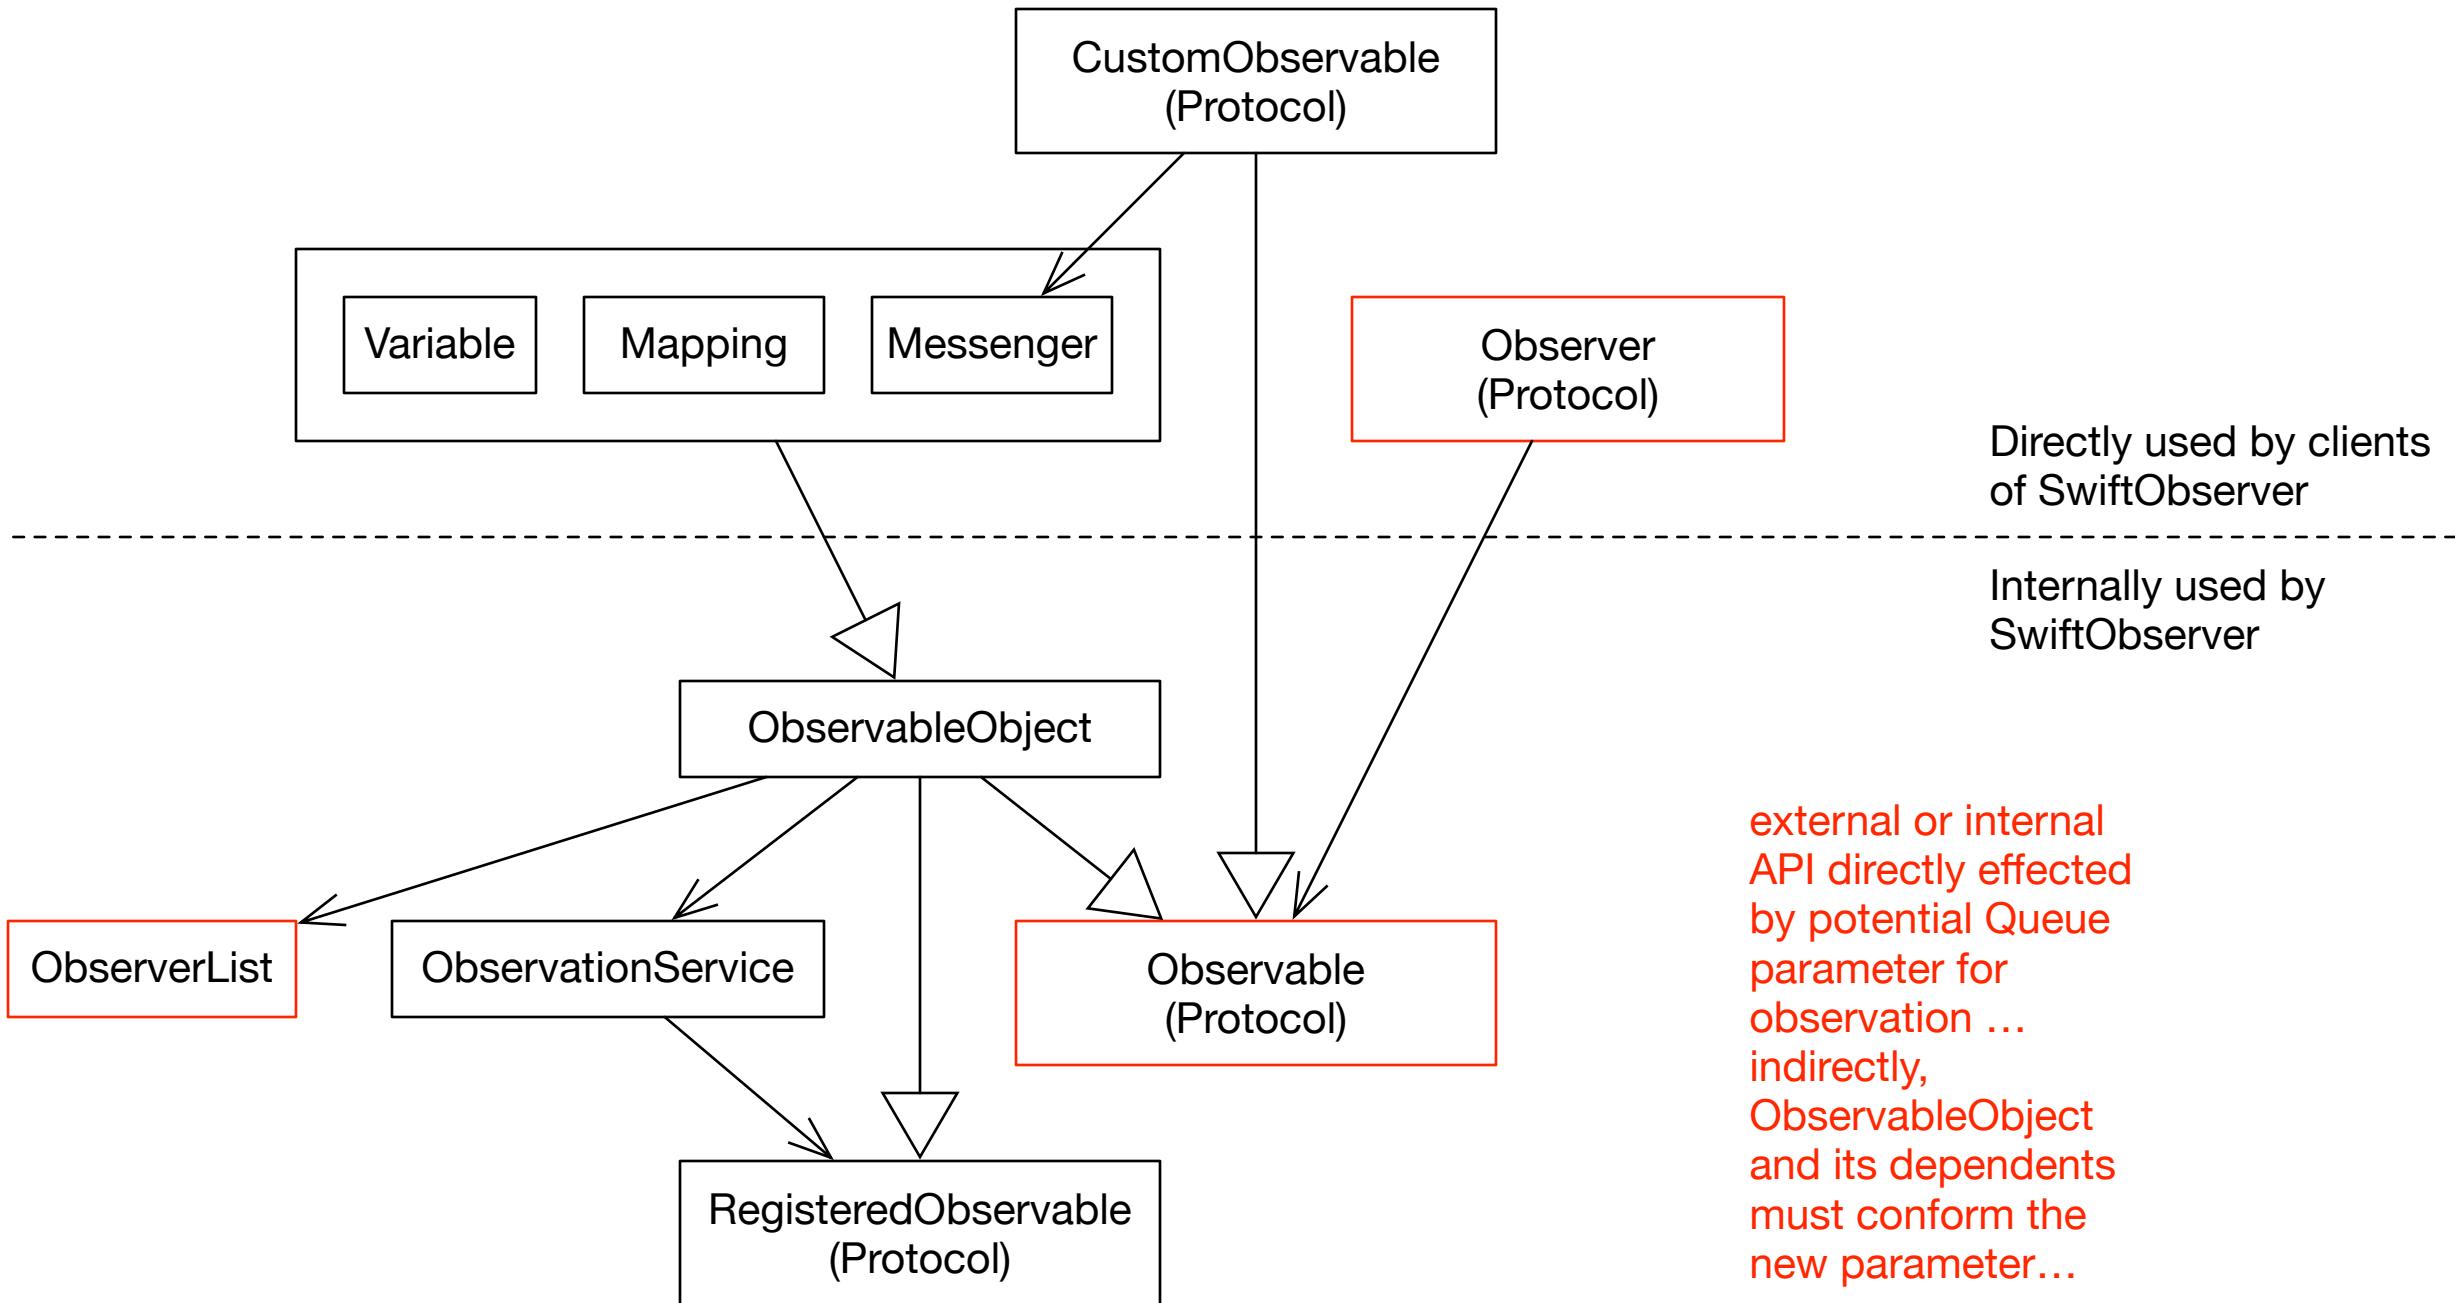 CustomObservable
(Protocol)
Variable
Mapping
Messenger
Observer
(Protocol)
Directly used by clients
of SwiftObserver
Internally used by
SwiftObserver
ObservableObject
ObserverList
ObservationService
Observable
(Protocol)
RegisteredObservable
(Protocol)
external or internal
API directly effected
by potential Queue
parameter for
observation …
indirectly,
ObservableObject
and its dependents
must conform the
new parameter…